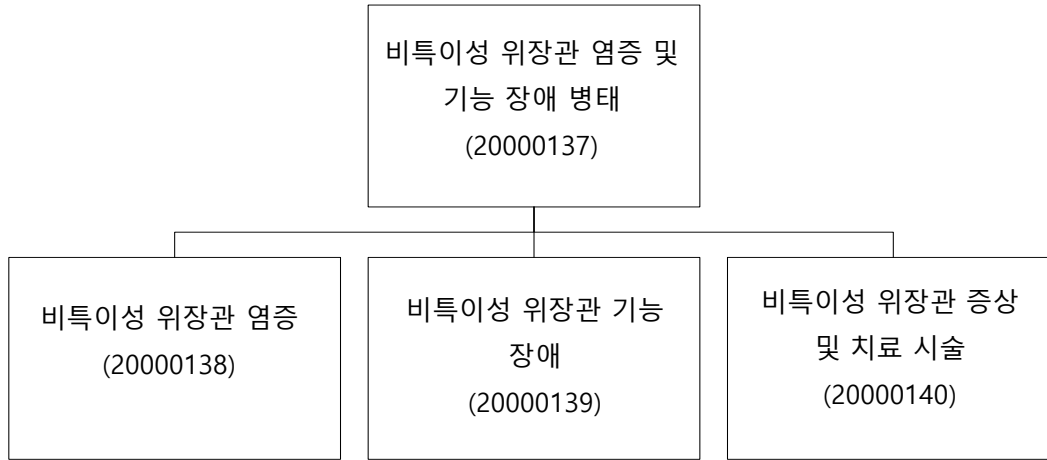 비특이성 위장관 염증 및
기능 장애 병태
(20000137)
비특이성 위장관 염증
(20000138)
비특이성 위장관 기능
장애
(20000139)
비특이성 위장관 증상
및 치료 시술
(20000140)